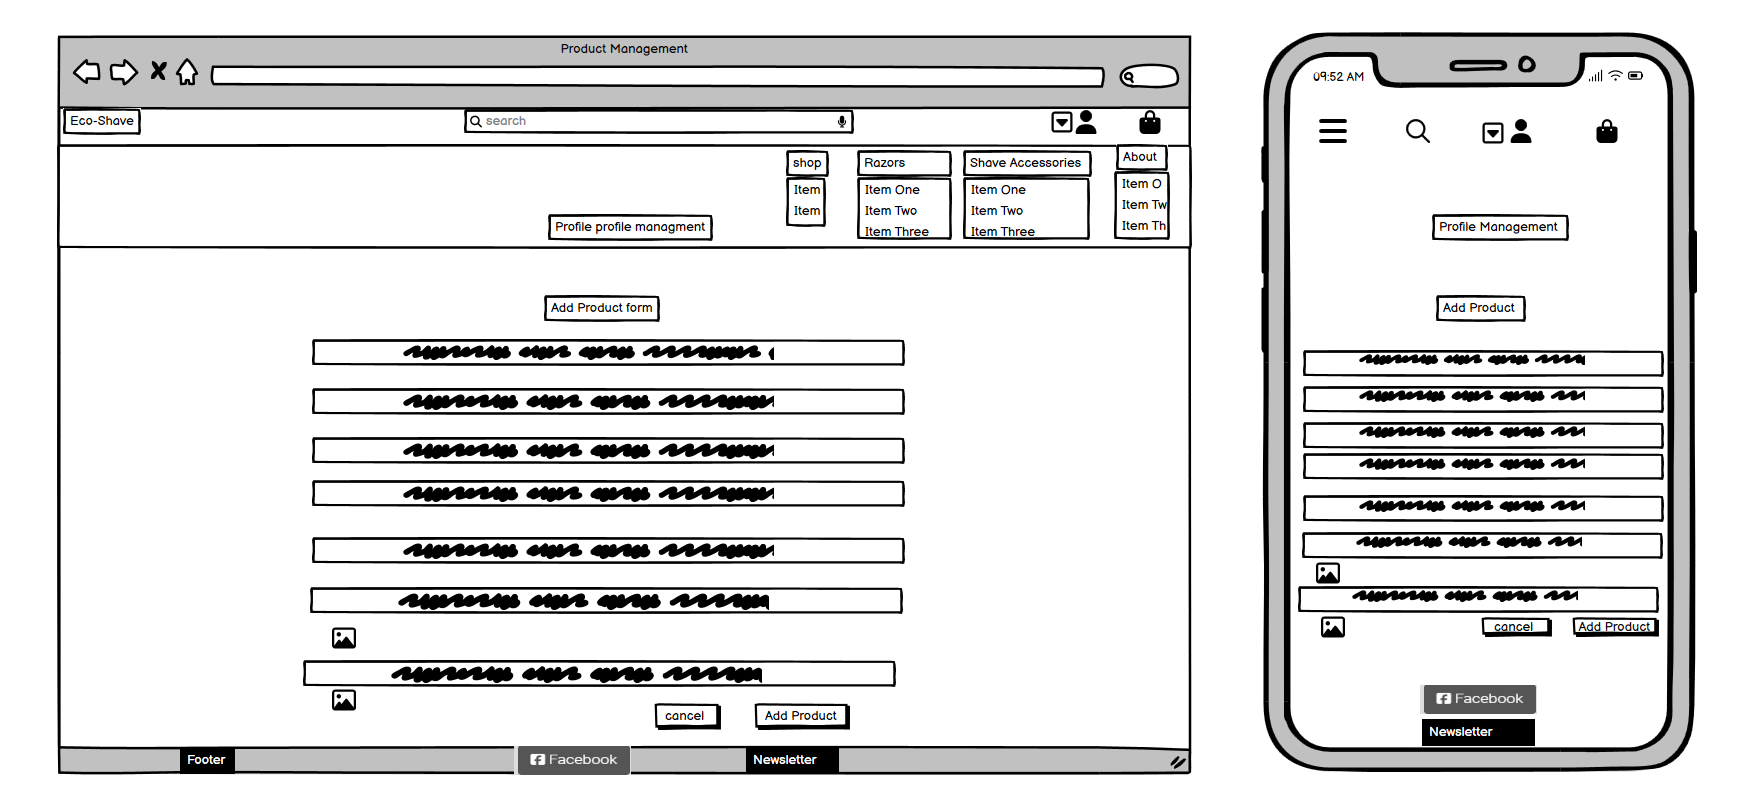 Product Management
Eco-Shave
search
shop
Item
Item
Razors
Item One
Item Two
Item Three
Shave Accessories
Item One
Item Two
Item Three
About
Item O
Item Tw
Item Th
Profile profile managment
Add Product form
cancel
Add Product
Footer
Facebook
Newsletter
09:52 AM
Profile Management
Add Product
cancel
Add Product
Facebook
Newsletter